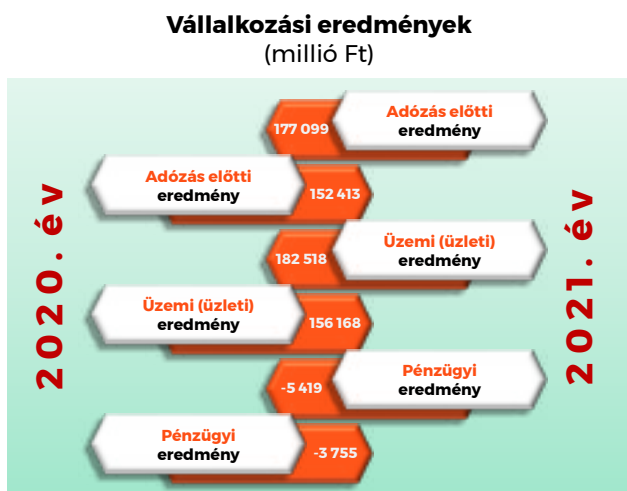 Vállalkozási eredmények
(millió Ft)
2020. év
2021. év
177 099
Adózás előtti
eredmény
Adózás előtti
eredmény
152 413
182 518
Üzemi (üzleti)
eredmény
Üzemi (üzleti)
eredmény
156 168
-5 419
Pénzügyi
eredmény
Pénzügyi
eredmény
-3 755